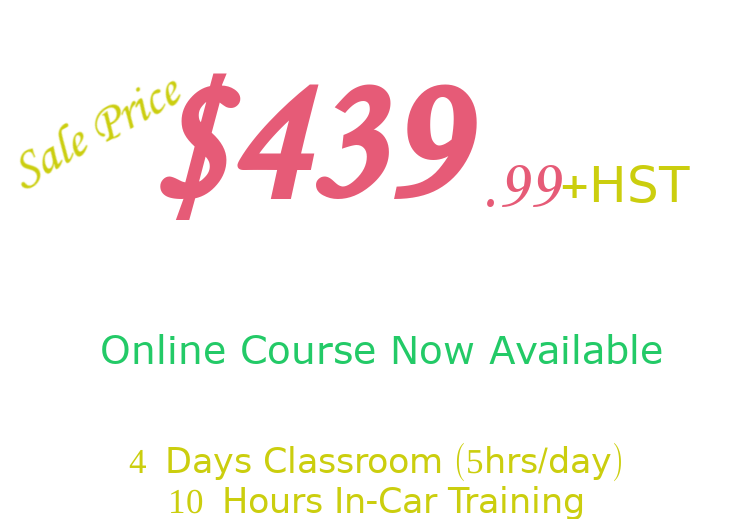 Sale Price
$439.99+HST
Online Course Now Available
4 Days Classroom (5hrs/day)
10 Hours In-Car Training